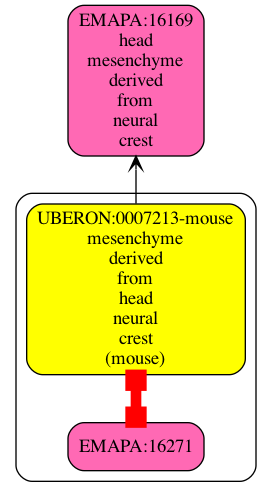 EMAPA:16169
head
mesenchyme
derived
from
neural
crest
UBERON:0007213-mouse
mesenchyme
derived
from
head
neural
crest
(mouse)
EMAPA:16271